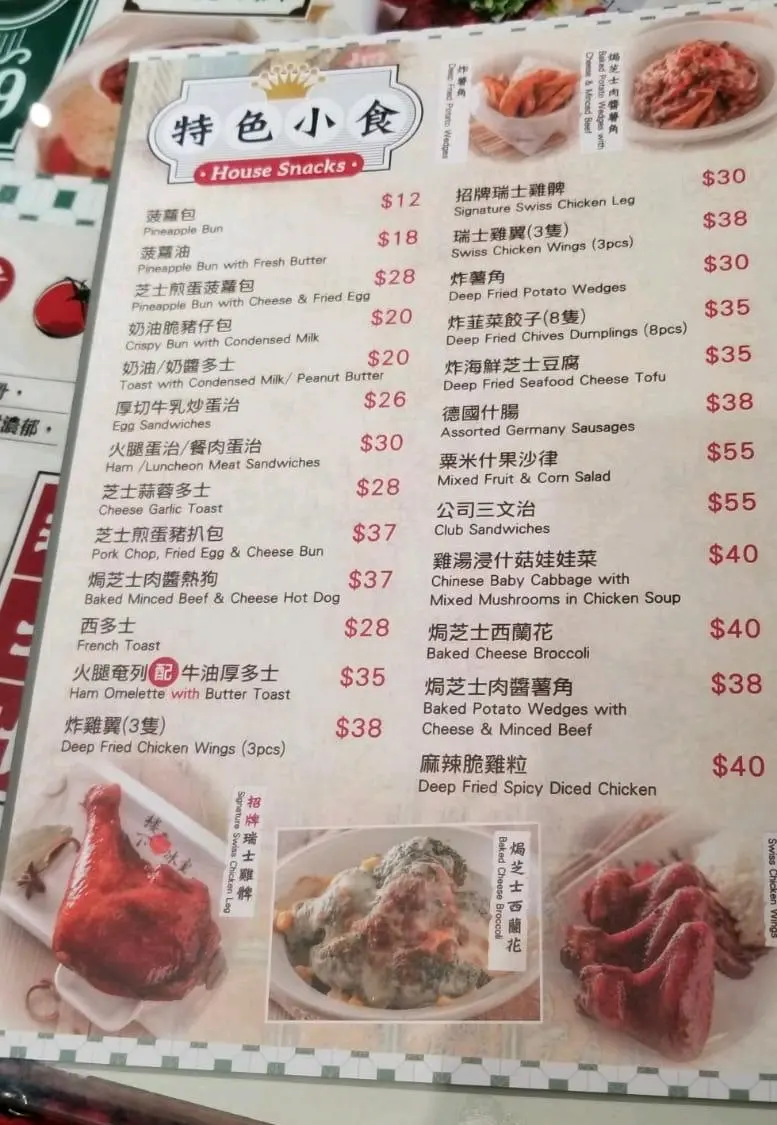 特色小食
House Snacks
菠蘿包 $12
Pineapple Bun
菠蘿油 $18
Pineapple Bun with Fresh Butter
芝士煎蛋菠蘿包 $28
Pineapple Bun with Cheese & Fried Egg
奶油脆豬仔包 $20
Crispy Bun with Condensed Milk
奶油/奶醬多士 $20
Toast with Condensed Milk/ Peanut Butter
厚切牛乳炒蛋治 $26
Egg Sandwiches
火腿蛋治/餐肉蛋治 $30
Ham /Luncheon Meat Sandwiches
芝士蒜蓉多士 $28
Cheese Garlic Toast
芝士煎蛋豬扒包 $37
Pork Chop, Fried Egg & Cheese Bun
焗芝士肉醬熱狗 $37
Baked Minced Beef & Cheese Hot Dog
西多士 $28
French Toast
火腿奄列配牛油厚多士 $35
Ham Omelette with Butter Toast
炸雞翼(3隻) $38
Deep Fried Chicken Wings (3pcs)
炸薯角
Deep Fried Potato Wedges
焗芝士肉醬薯角
Baked Potato Wedges with
Cheese & Minced Beef
招牌瑞士雞髀 $30
Signature Swiss Chicken Leg
瑞士雞翼(3隻) $38
Swiss Chicken Wings (3pcs)
炸薯角 $30
Deep Fried Potato Wedges
炸韮菜餃子(8隻) $35
Deep Fried Chives Dumplings (8pcs)
炸海鮮芝士豆腐 $35
Deep Fried Seafood Cheese Tofu
德國什腸 $38
Assorted Germany Sausages
粟米什果沙律 $55
Mixed Fruit & Corn Salad
公司三文治 $55
Club Sandwiches
雞湯浸什菇娃娃菜 $40
Chinese Baby Cabbage with
Mixed Mushrooms in Chicken Soup
焗芝士西蘭花 $40
Baked Cheese Broccoli
焗芝士肉醬薯角 $38
Baked Potato Wedges with
Cheese & Minced Beef
麻辣脆雞粒 $40
Deep Fried Spicy Diced Chicken
招牌瑞士雞髀
Signature Swiss Chicken Leg
焗芝士西蘭花
Baked Cheese Broccoli
Swiss Chicken Wings
濃郁，
9